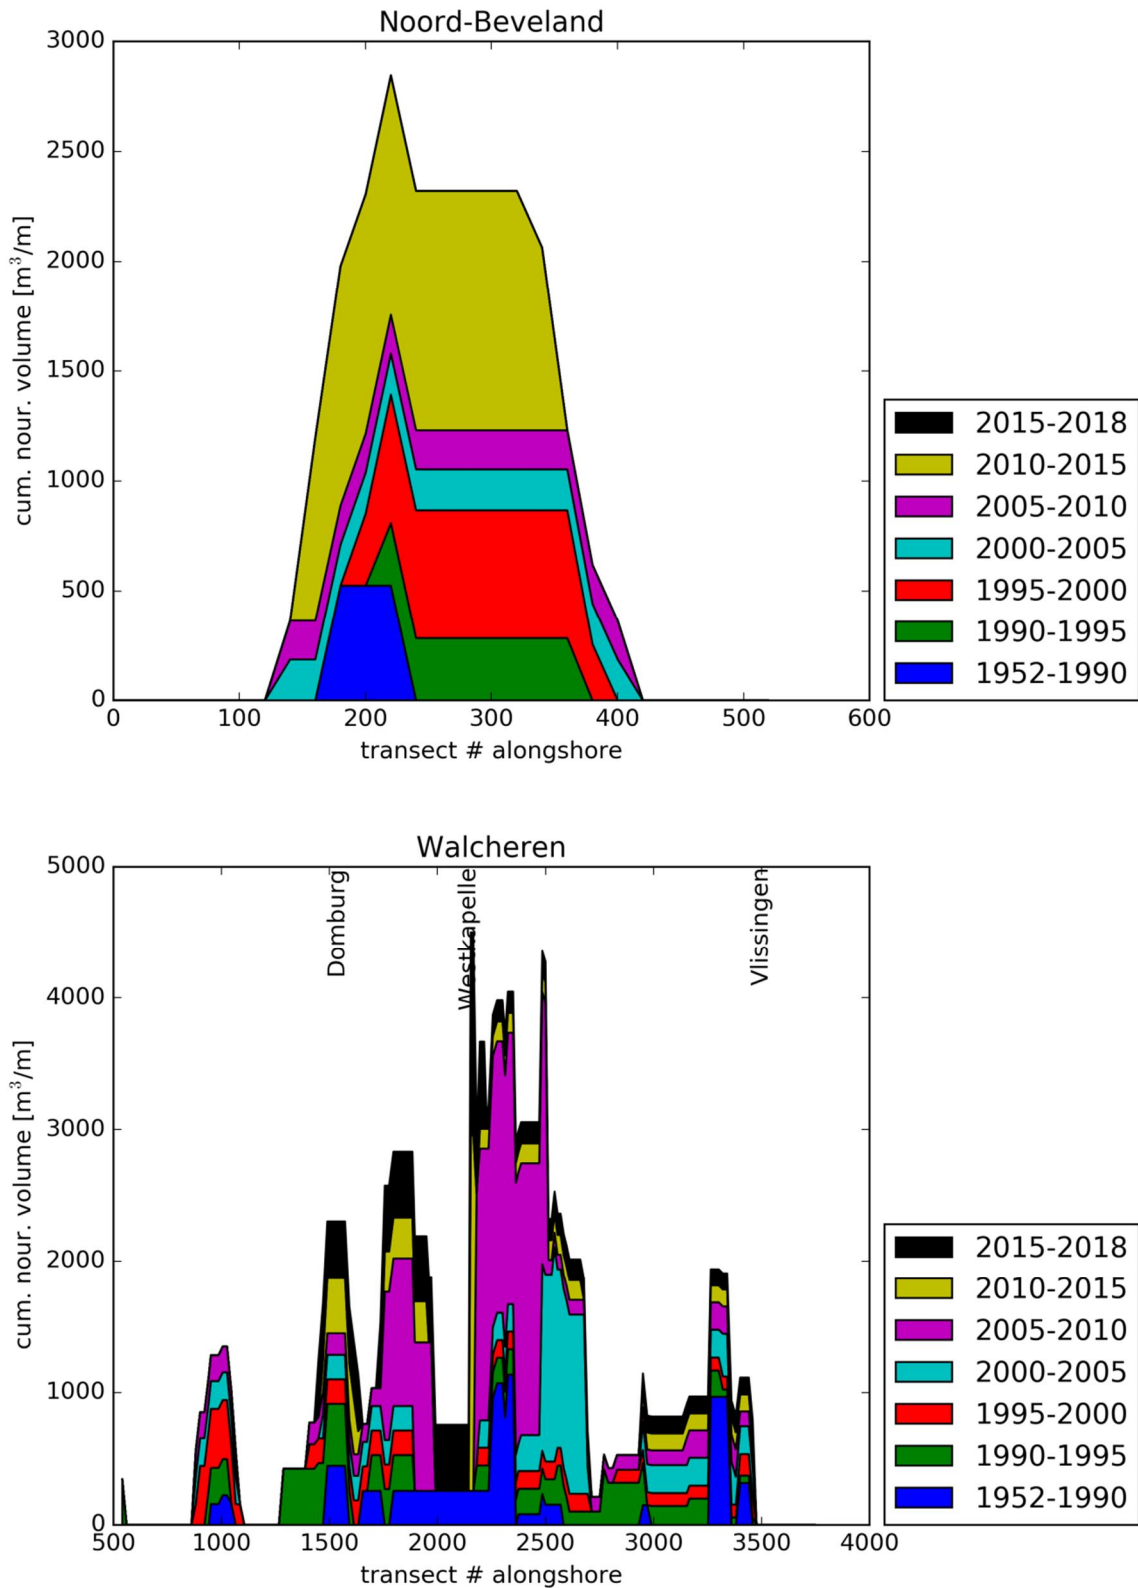 Noord-Beveland
3000
2500
2000
1500
1000
500
0
cum. nour. volume [m³/m]
0 100 200 300 400 500 600
transect # alongshore
2015-2018
2010-2015
2005-2010
2000-2005
1995-2000
1990-1995
1952-1990
Walcheren
5000
4000
3000
2000
1000
0
cum. nour. volume [m³/m]
Domburg
Westkapelle
Vlissingen
500 1000 1500 2000 2500 3000 3500 4000
transect # alongshore
2015-2018
2010-2015
2005-2010
2000-2005
1995-2000
1990-1995
1952-1990